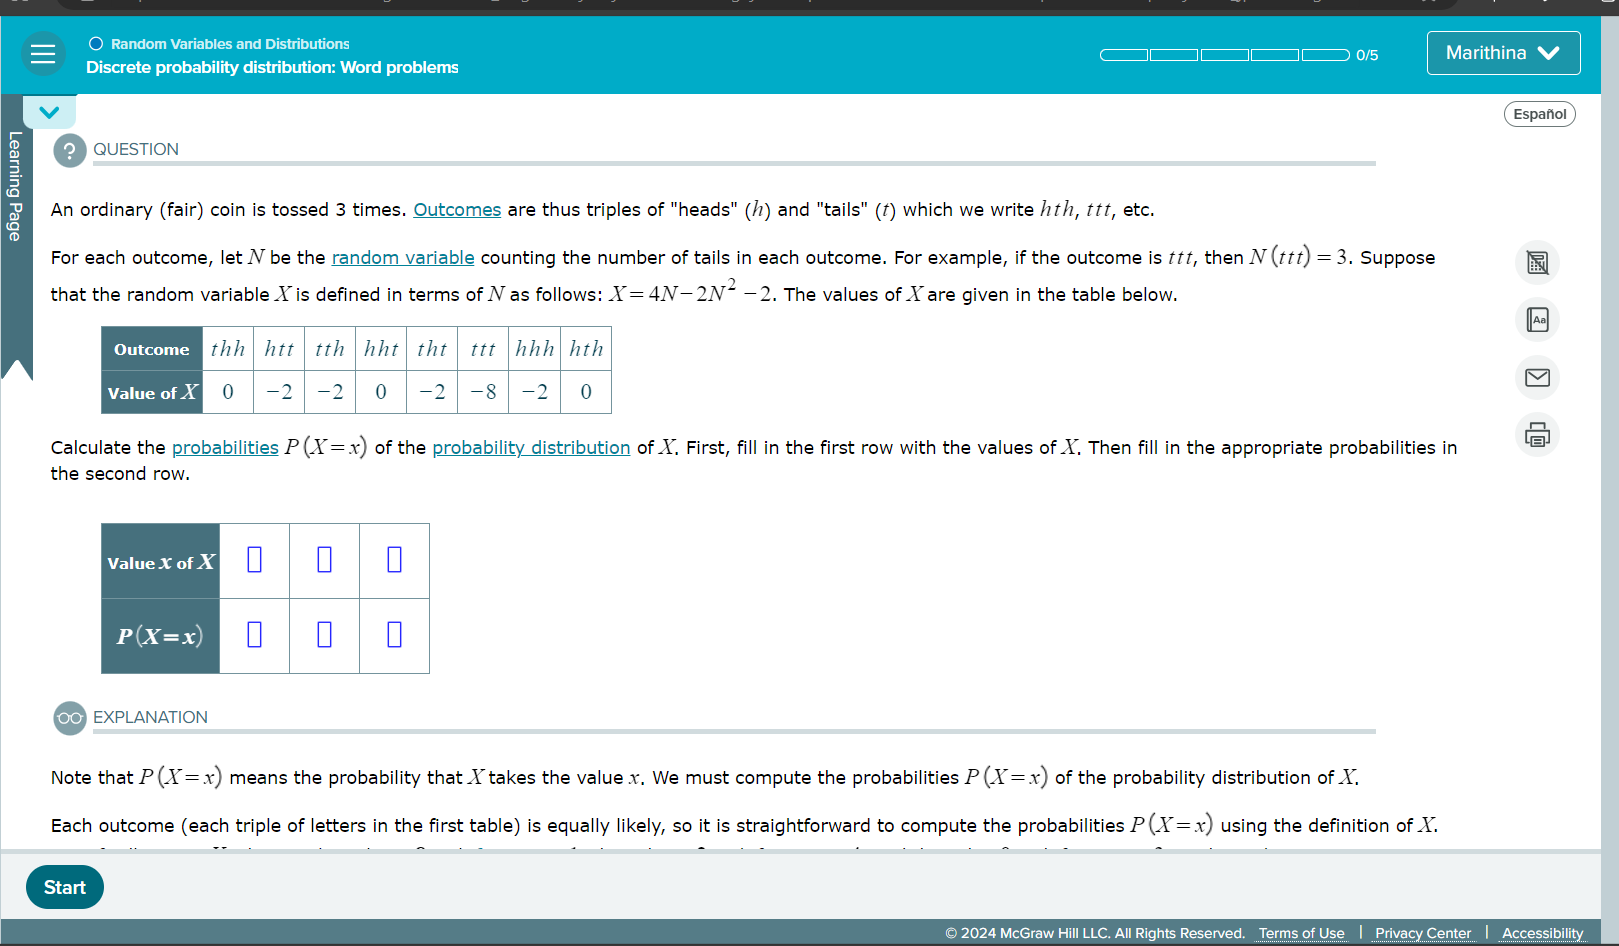 Random Variables and Distributions
Discrete probability distribution: Word problems
0/5
Marithina
Español
Learning Page
? QUESTION
An ordinary (fair) coin is tossed 3 times. Outcomes are thus triples of "heads" (h) and "tails" (t) which we write hth, ttt, etc.
For each outcome, let N be the random variable counting the number of tails in each outcome. For example, if the outcome is ttt, then N(ttt) = 3. Suppose
that the random variable X is defined in terms of N as follows: X=4N−2N²−2. The values of X are given in the table below.
Outcome thh htt tth hht tht ttt hhh hth
Value of X 0 −2 −2 0 −2 −8 −2 0
Aa
Calculate the probabilities P(X=x) of the probability distribution of X. First, fill in the first row with the values of X. Then fill in the appropriate probabilities in
the second row.
Value x of X
P(X=x)
EXPLANATION
Note that P(X=x) means the probability that X takes the value x. We must compute the probabilities P(X=x) of the probability distribution of X.
Each outcome (each triple of letters in the first table) is equally likely, so it is straightforward to compute the probabilities P(X=x) using the definition of X.
Start
© 2024 McGraw Hill LLC. All Rights Reserved. Terms of Use | Privacy Center | Accessibility